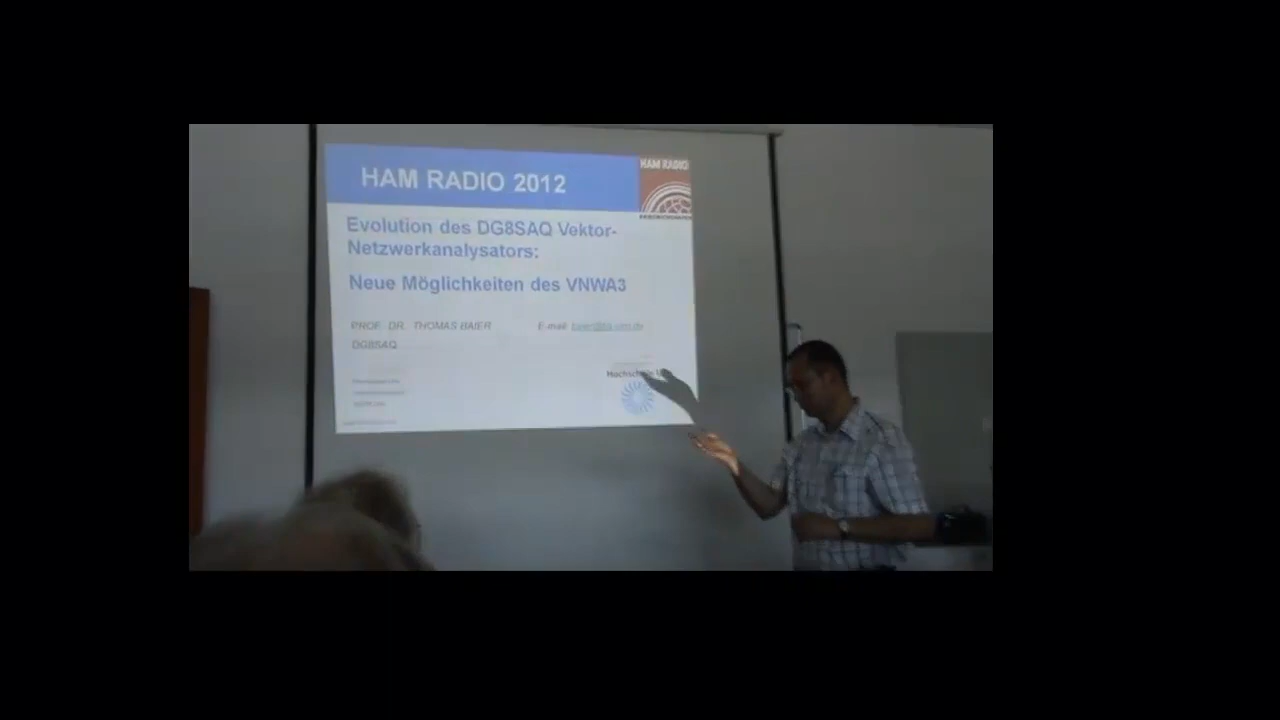 HAM RADIO 2012
HAM RADIO
Evolution des DG8SAQ Vektor-
Netzwerkanalysators:
Neue Möglichkeiten des VNWA3
PROF. DR. THOMAS BAIER
E-mail:
DG8SAQ